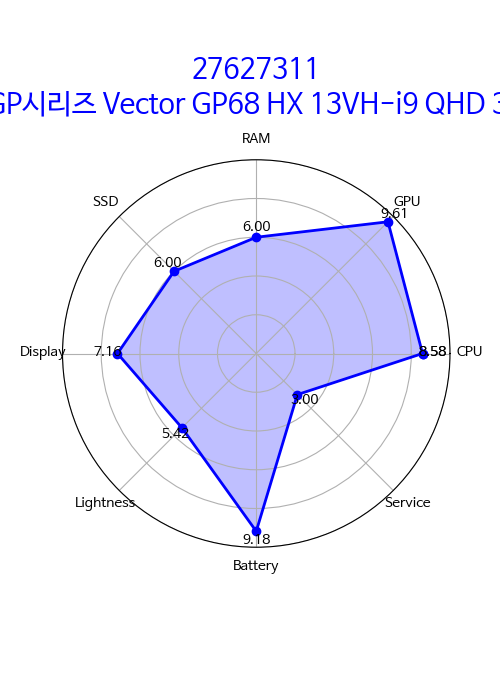 27627311
GP시리즈 Vector GP68 HX 13VH-i9 QHD 3
RAM
SSD
GPU
9.61
6.00
6.00
Display
7.16
8.58
CPU
5.42
3.00
Lightness
Service
9.18
Battery